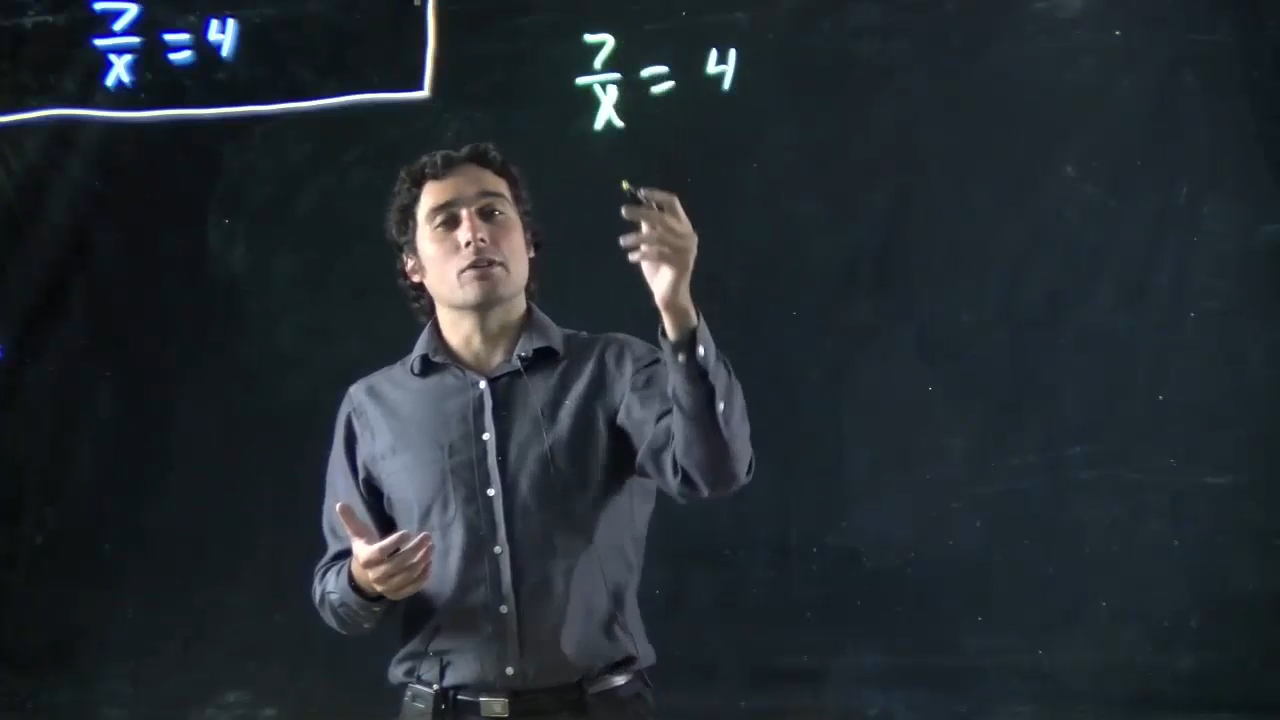 7/x = 4
7/x = 4